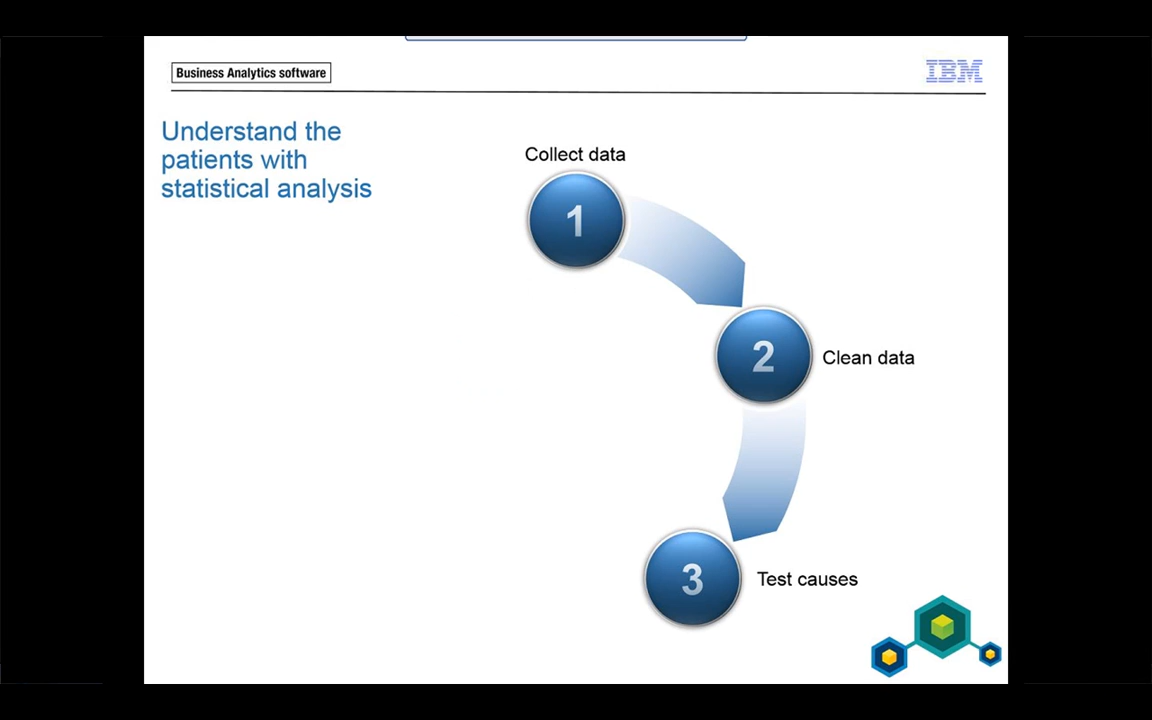 Business Analytics software
IBM
Understand the
patients with
statistical analysis
Collect data
1
2
Clean data
3
Test causes